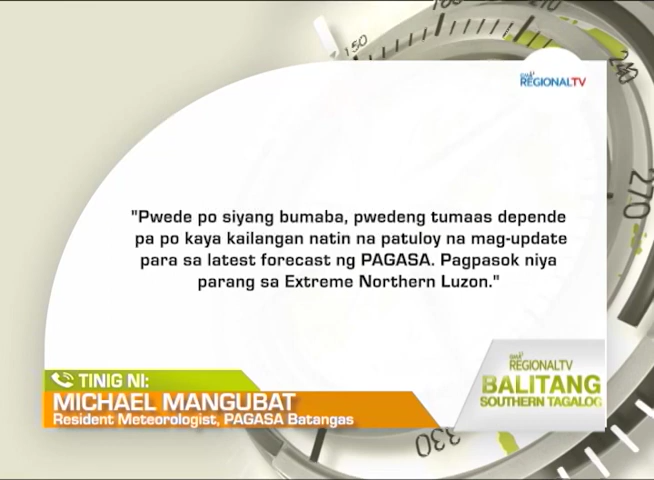 150
210
240
GMA
REGIONALTV
270
"Pwede po siyang bumaba, pwedeng tumaas depende
pa po kaya kailangan natin na patuloy na mag-update
para sa latest forecast ng PAGASA. Pagpasok niya
parang sa Extreme Northern Luzon."
TINIG NI:
MICHAEL MANGUBAT
Resident Meteorologist, PAGASA Batangas
GMA
REGIONALTV
BALITANG
SOUTHERN TAGALOG
330